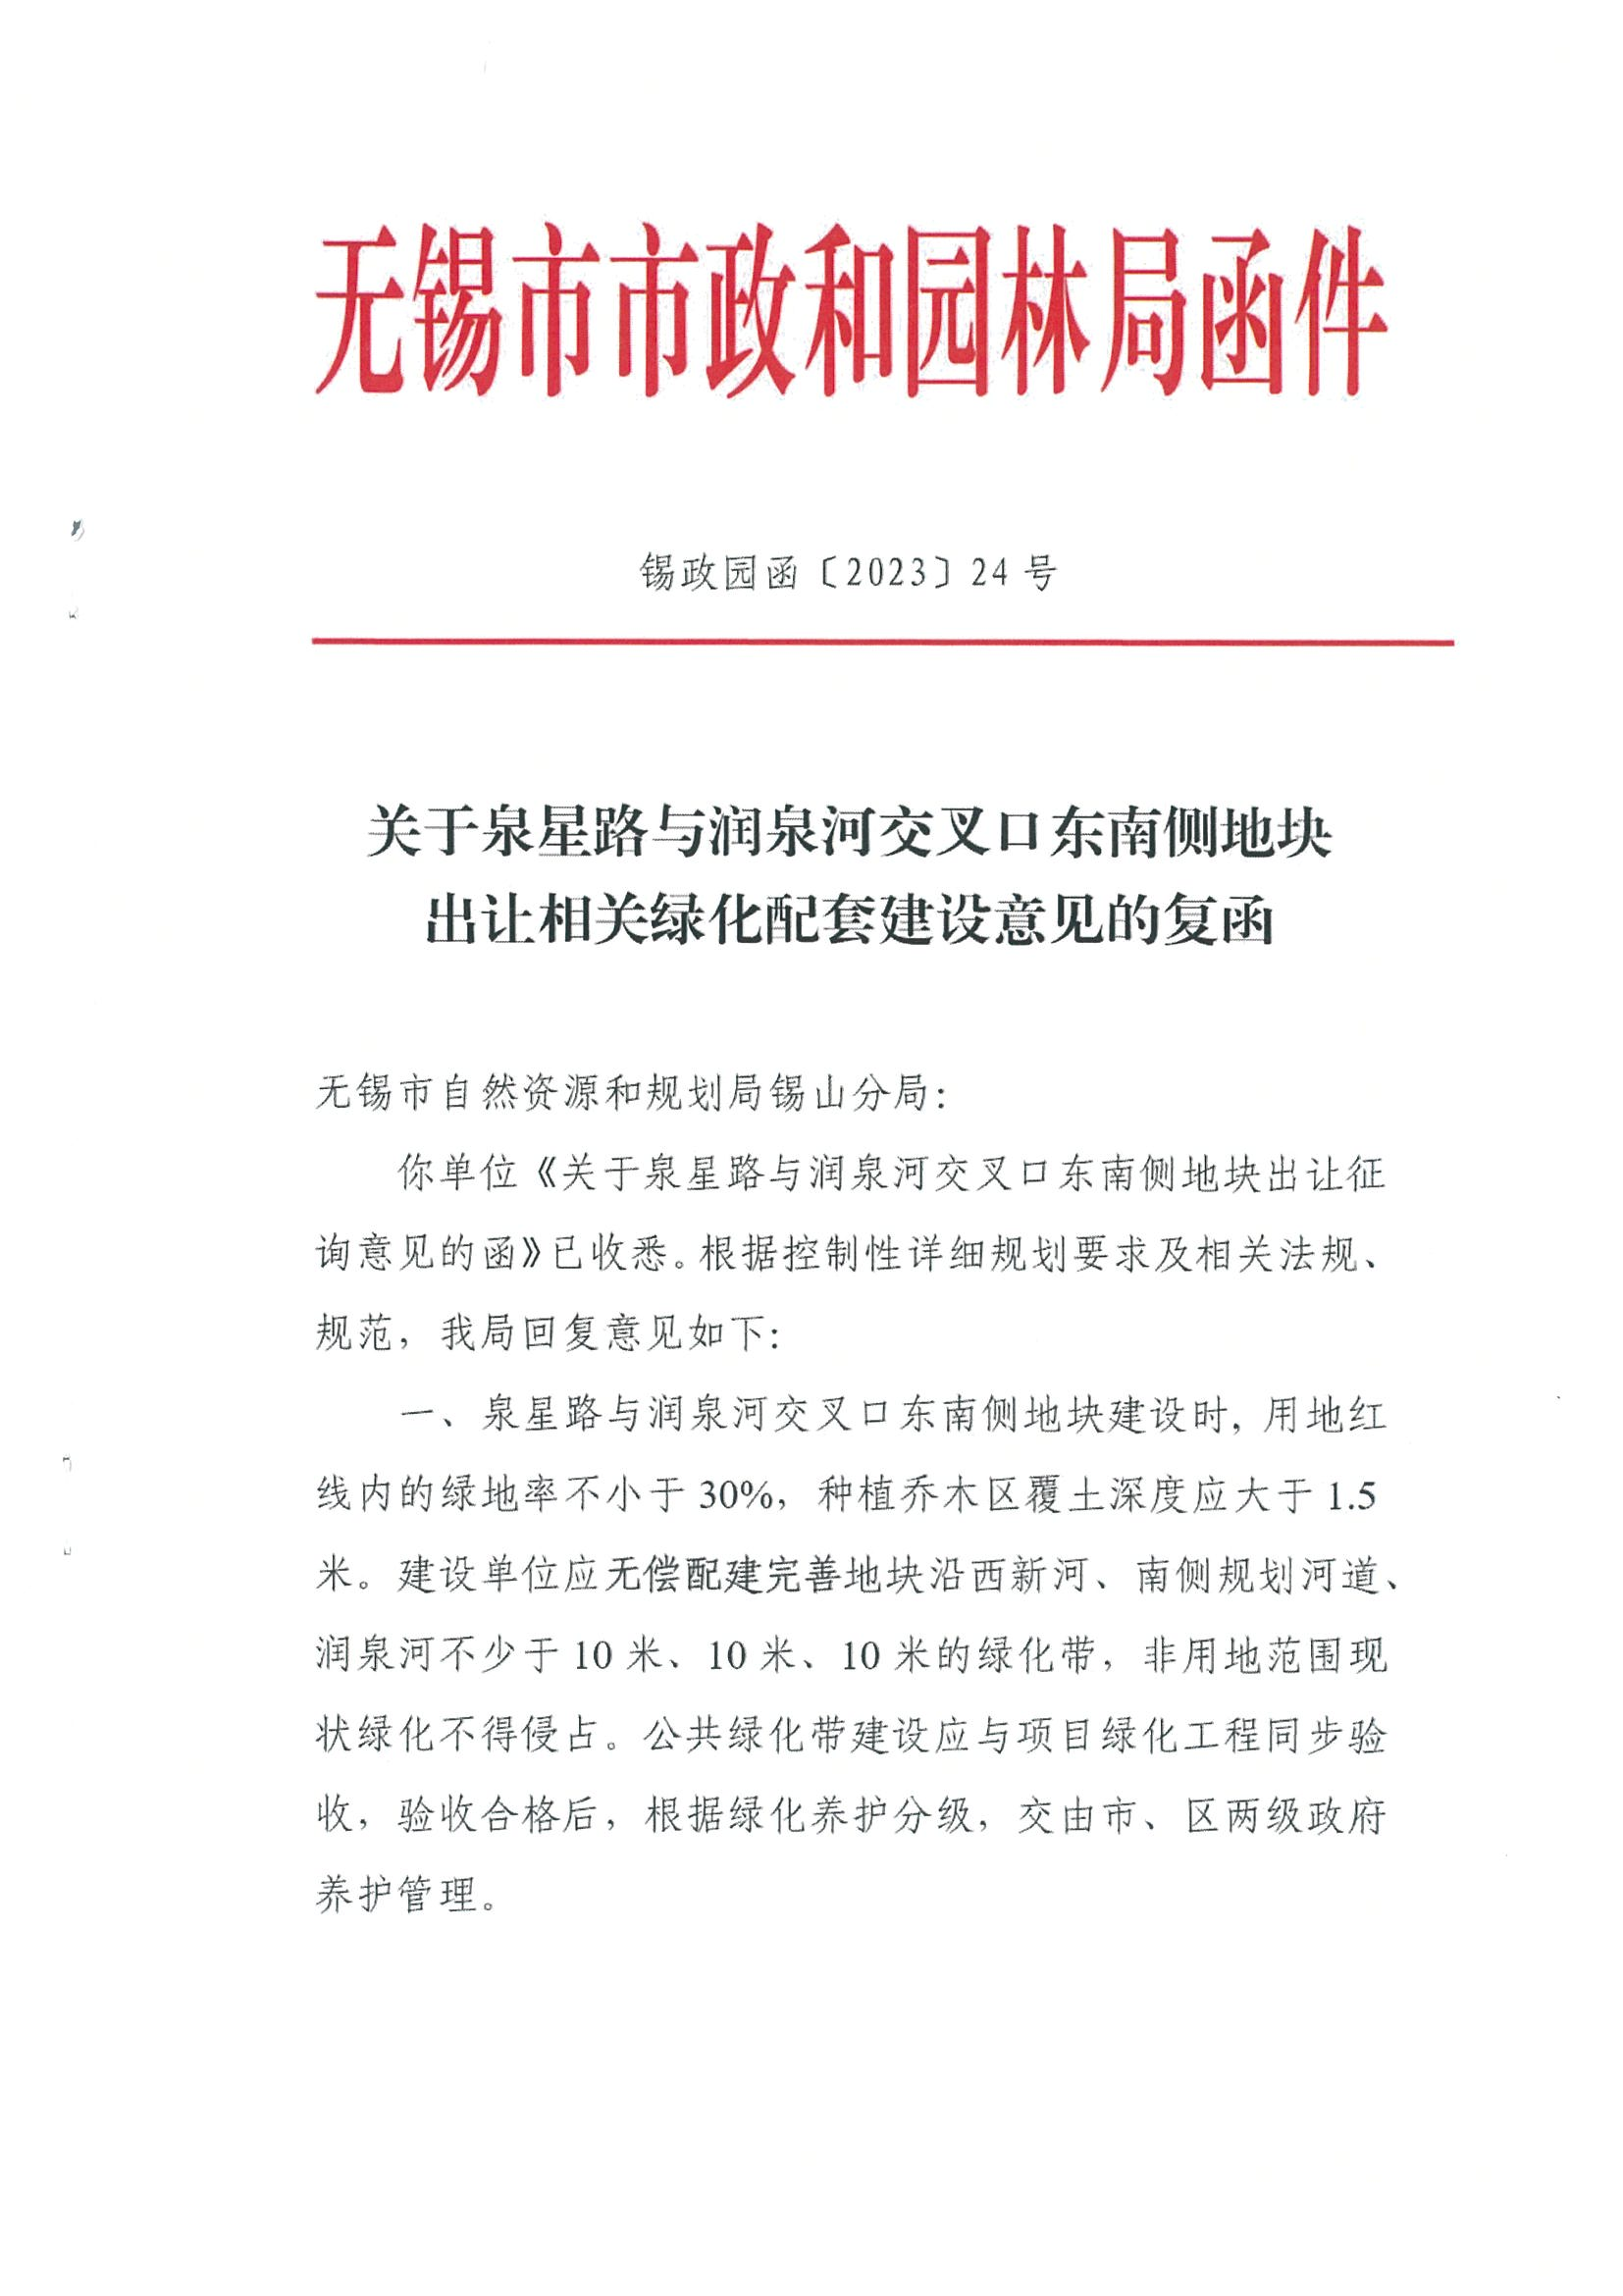 无锡市市政和园林局函件
锡政园函〔2023〕24 号
关于泉星路与润泉河交叉口东南侧地块
出让相关绿化配套建设意见的复函
无锡市自然资源和规划局锡山分局：
你单位《关于泉星路与润泉河交叉口东南侧地块出让征
询意见的函》已收悉。根据控制性详细规划要求及相关法规、
规范，我局回复意见如下：
一、泉星路与润泉河交叉口东南侧地块建设时，用地红
线内的绿地率不小于 30%，种植乔木区覆土深度应大于 1.5
米。建设单位应无偿配建完善地块沿西新河、南侧规划河道、
润泉河不少于 10 米、10 米、10 米的绿化带，非用地范围现
状绿化不得侵占。公共绿化带建设应与项目绿化工程同步验
收，验收合格后，根据绿化养护分级，交由市、区两级政府
养护管理。